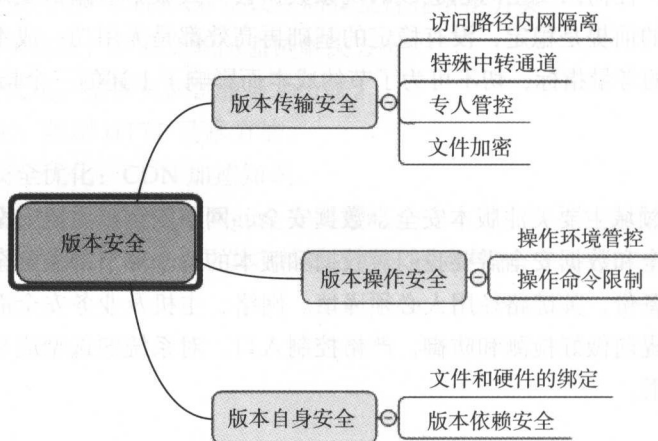 访问路径内网隔离
特殊中转通道
版本传输安全
专人管控
文件加密
版本安全
操作环境管控
版本操作安全
操作命令限制
文件和硬件的绑定
版本自身安全
版本依赖安全